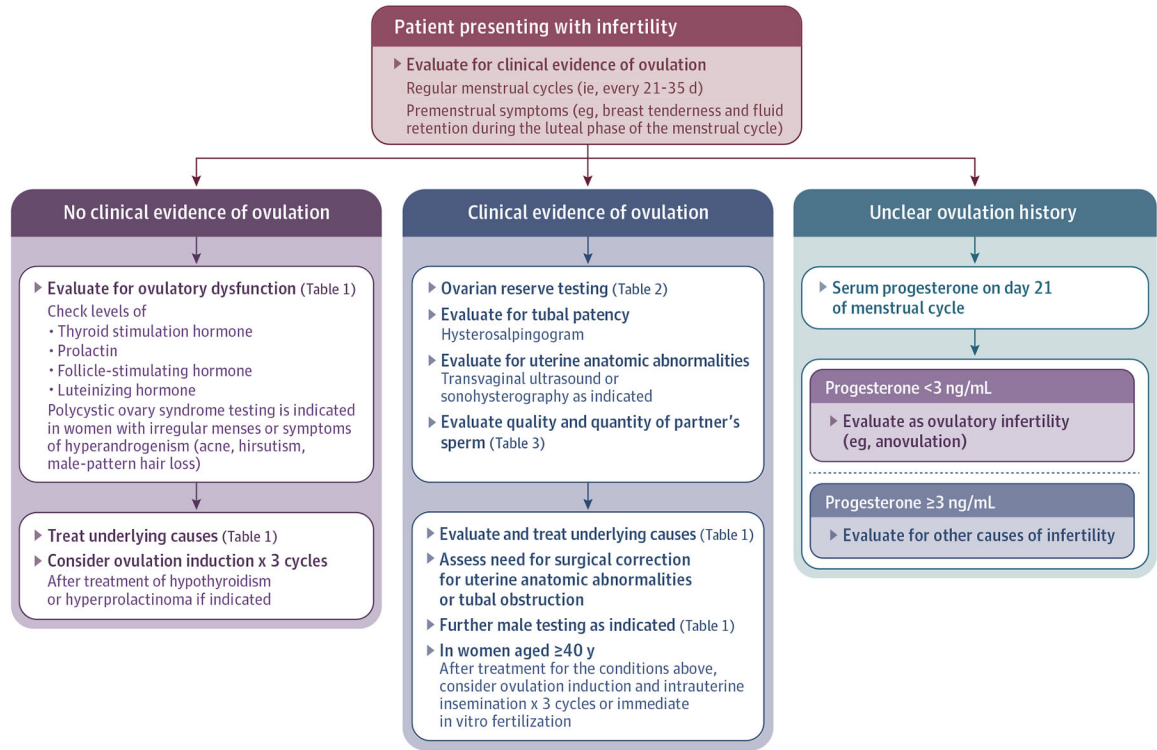 Patient presenting with infertility
Evaluate for clinical evidence of ovulation
Regular menstrual cycles (ie, every 21-35 d)
Premenstrual symptoms (eg, breast tenderness and fluid
retention during the luteal phase of the menstrual cycle)
No clinical evidence of ovulation
Evaluate for ovulatory dysfunction (Table 1)
Check levels of
• Thyroid stimulation hormone
• Prolactin
• Follicle-stimulating hormone
• Luteinizing hormone
Polycystic ovary syndrome testing is indicated
in women with irregular menses or symptoms
of hyperandrogenism (acne, hirsutism,
male-pattern hair loss)
Treat underlying causes (Table 1)
Consider ovulation induction x 3 cycles
After treatment of hypothyroidism
or hyperprolactinoma if indicated
Clinical evidence of ovulation
Ovarian reserve testing (Table 2)
Evaluate for tubal patency
Hysterosalpingogram
Evaluate for uterine anatomic abnormalities
Transvaginal ultrasound or
sonohysterography as indicated
Evaluate quality and quantity of partner's
sperm (Table 3)
Evaluate and treat underlying causes (Table 1)
Assess need for surgical correction
for uterine anatomic abnormalities
or tubal obstruction
Further male testing as indicated (Table 1)
In women aged ≥40 y
After treatment for the conditions above,
consider ovulation induction and intrauterine
insemination x 3 cycles or immediate
in vitro fertilization
Unclear ovulation history
Serum progesterone on day 21
of menstrual cycle
Progesterone <3 ng/mL
Evaluate as ovulatory infertility
(eg, anovulation)
Progesterone ≥3 ng/mL
Evaluate for other causes of infertility